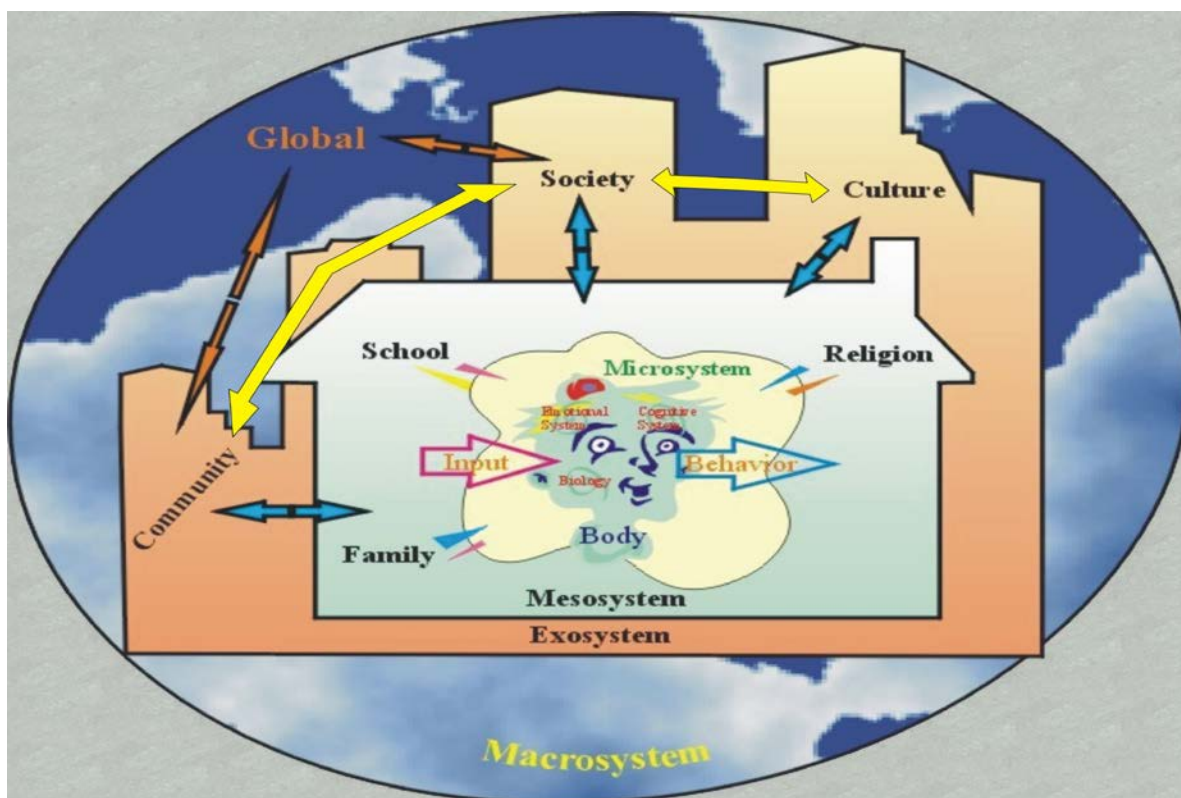 Global
Society
Culture
School
Religion
Microsystem
Emotional
System
Cognitive
System
Input
Behavior
Biology
Community
Family
Body
Mesosystem
Exosystem
Macrosystem